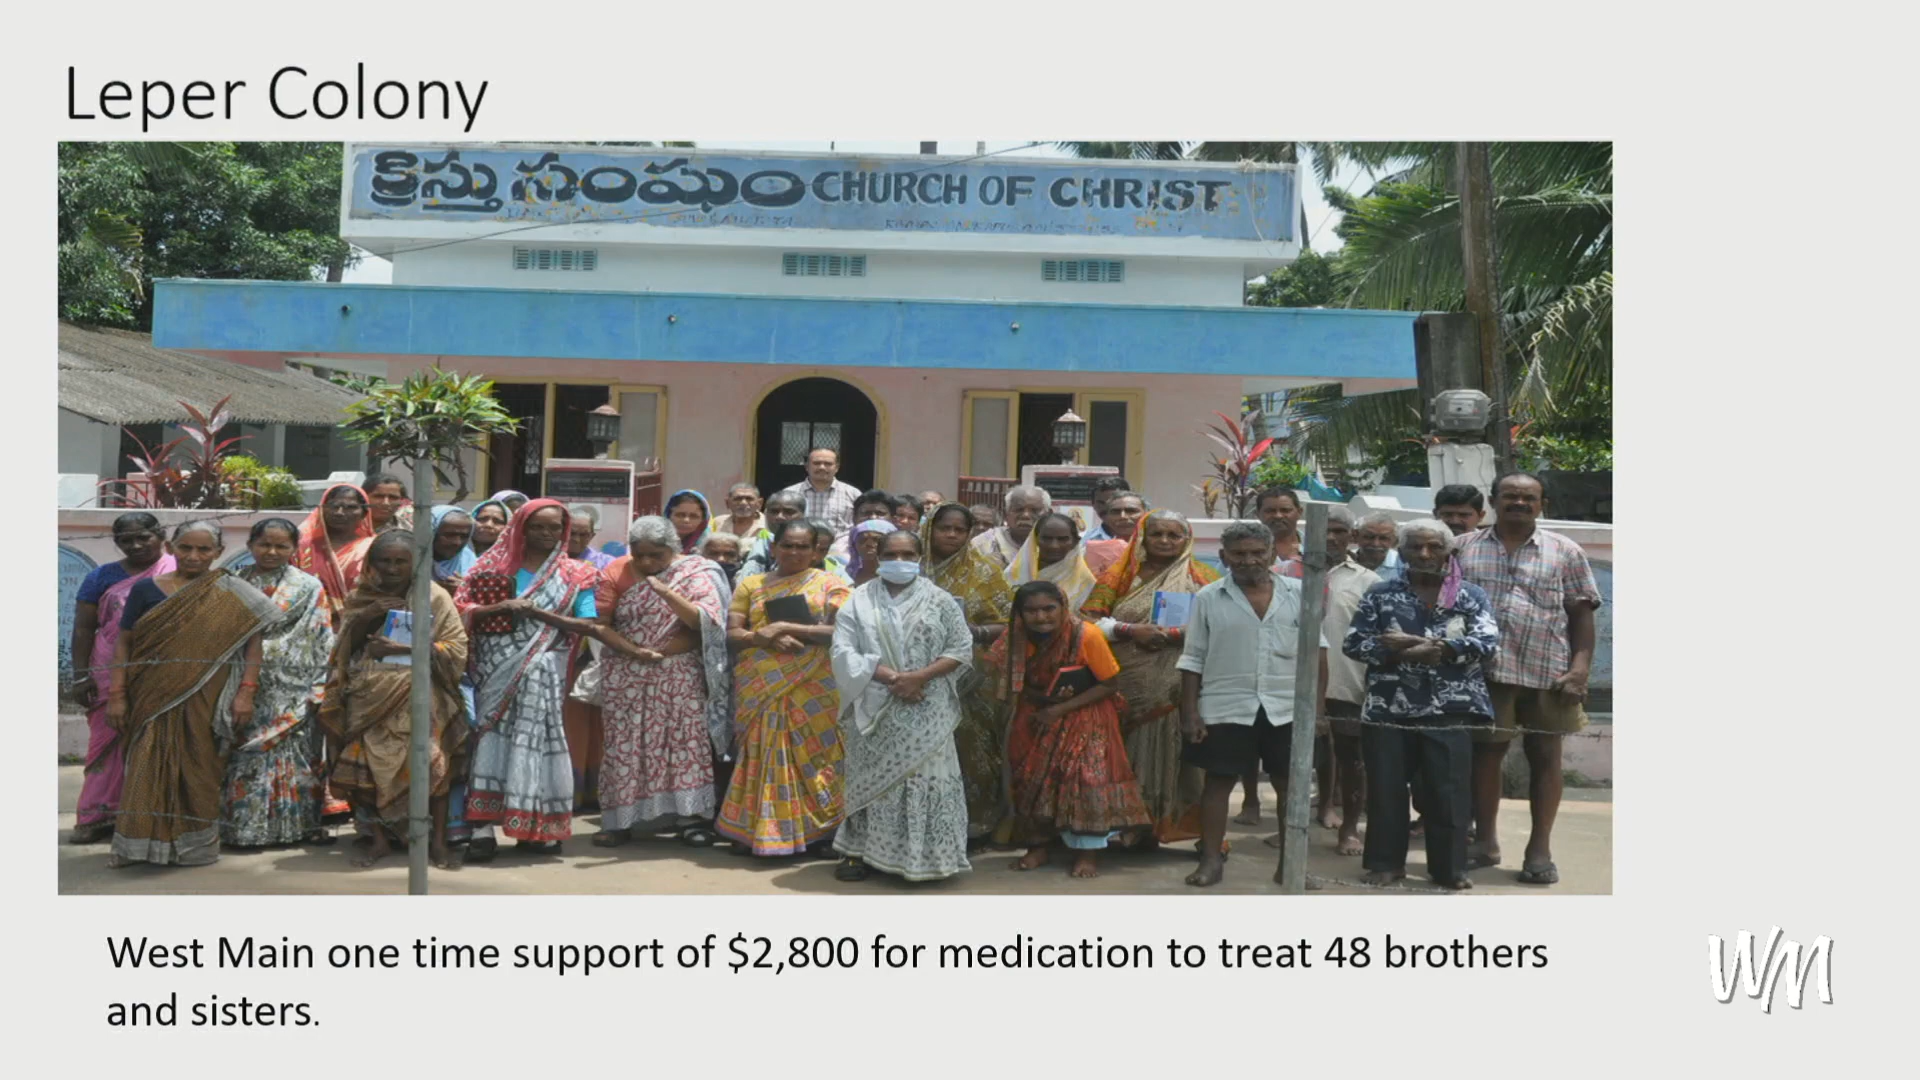 Leper Colony
క్రీస్తు సంఘం CHURCH OF CHRIST
West Main one time support of $2,800 for medication to treat 48 brothers
and sisters.
WM